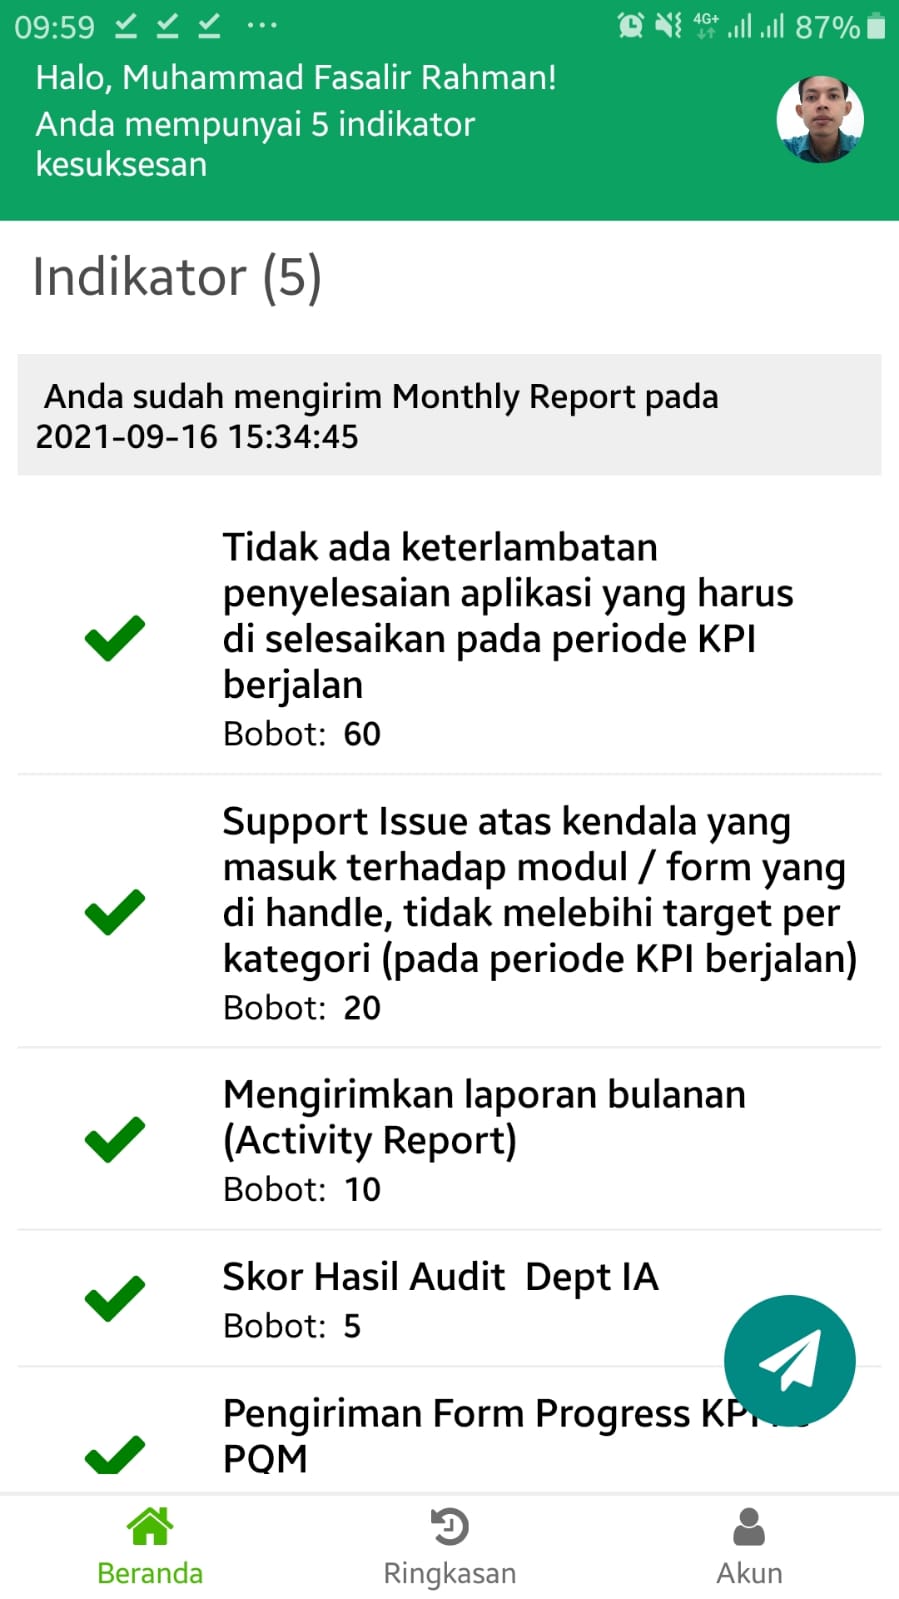 09:59 ... 4G+ 87%
Halo, Muhammad Fasalir Rahman!
Anda mempunyai 5 indikator
kesuksesan
Indikator (5)
Anda sudah mengirim Monthly Report pada
2021-09-16 15:34:45
Tidak ada keterlambatan
penyelesaian aplikasi yang harus
di selesaikan pada periode KPI
berjalan
Bobot: 60
Support Issue atas kendala yang
masuk terhadap modul / form yang
di handle, tidak melebihi target per
kategori (pada periode KPI berjalan)
Bobot: 20
Mengirimkan laporan bulanan
(Activity Report)
Bobot: 10
Skor Hasil Audit  Dept IA
Bobot: 5
Pengiriman Form Progress KPI
PQM
Beranda
Ringkasan
Akun